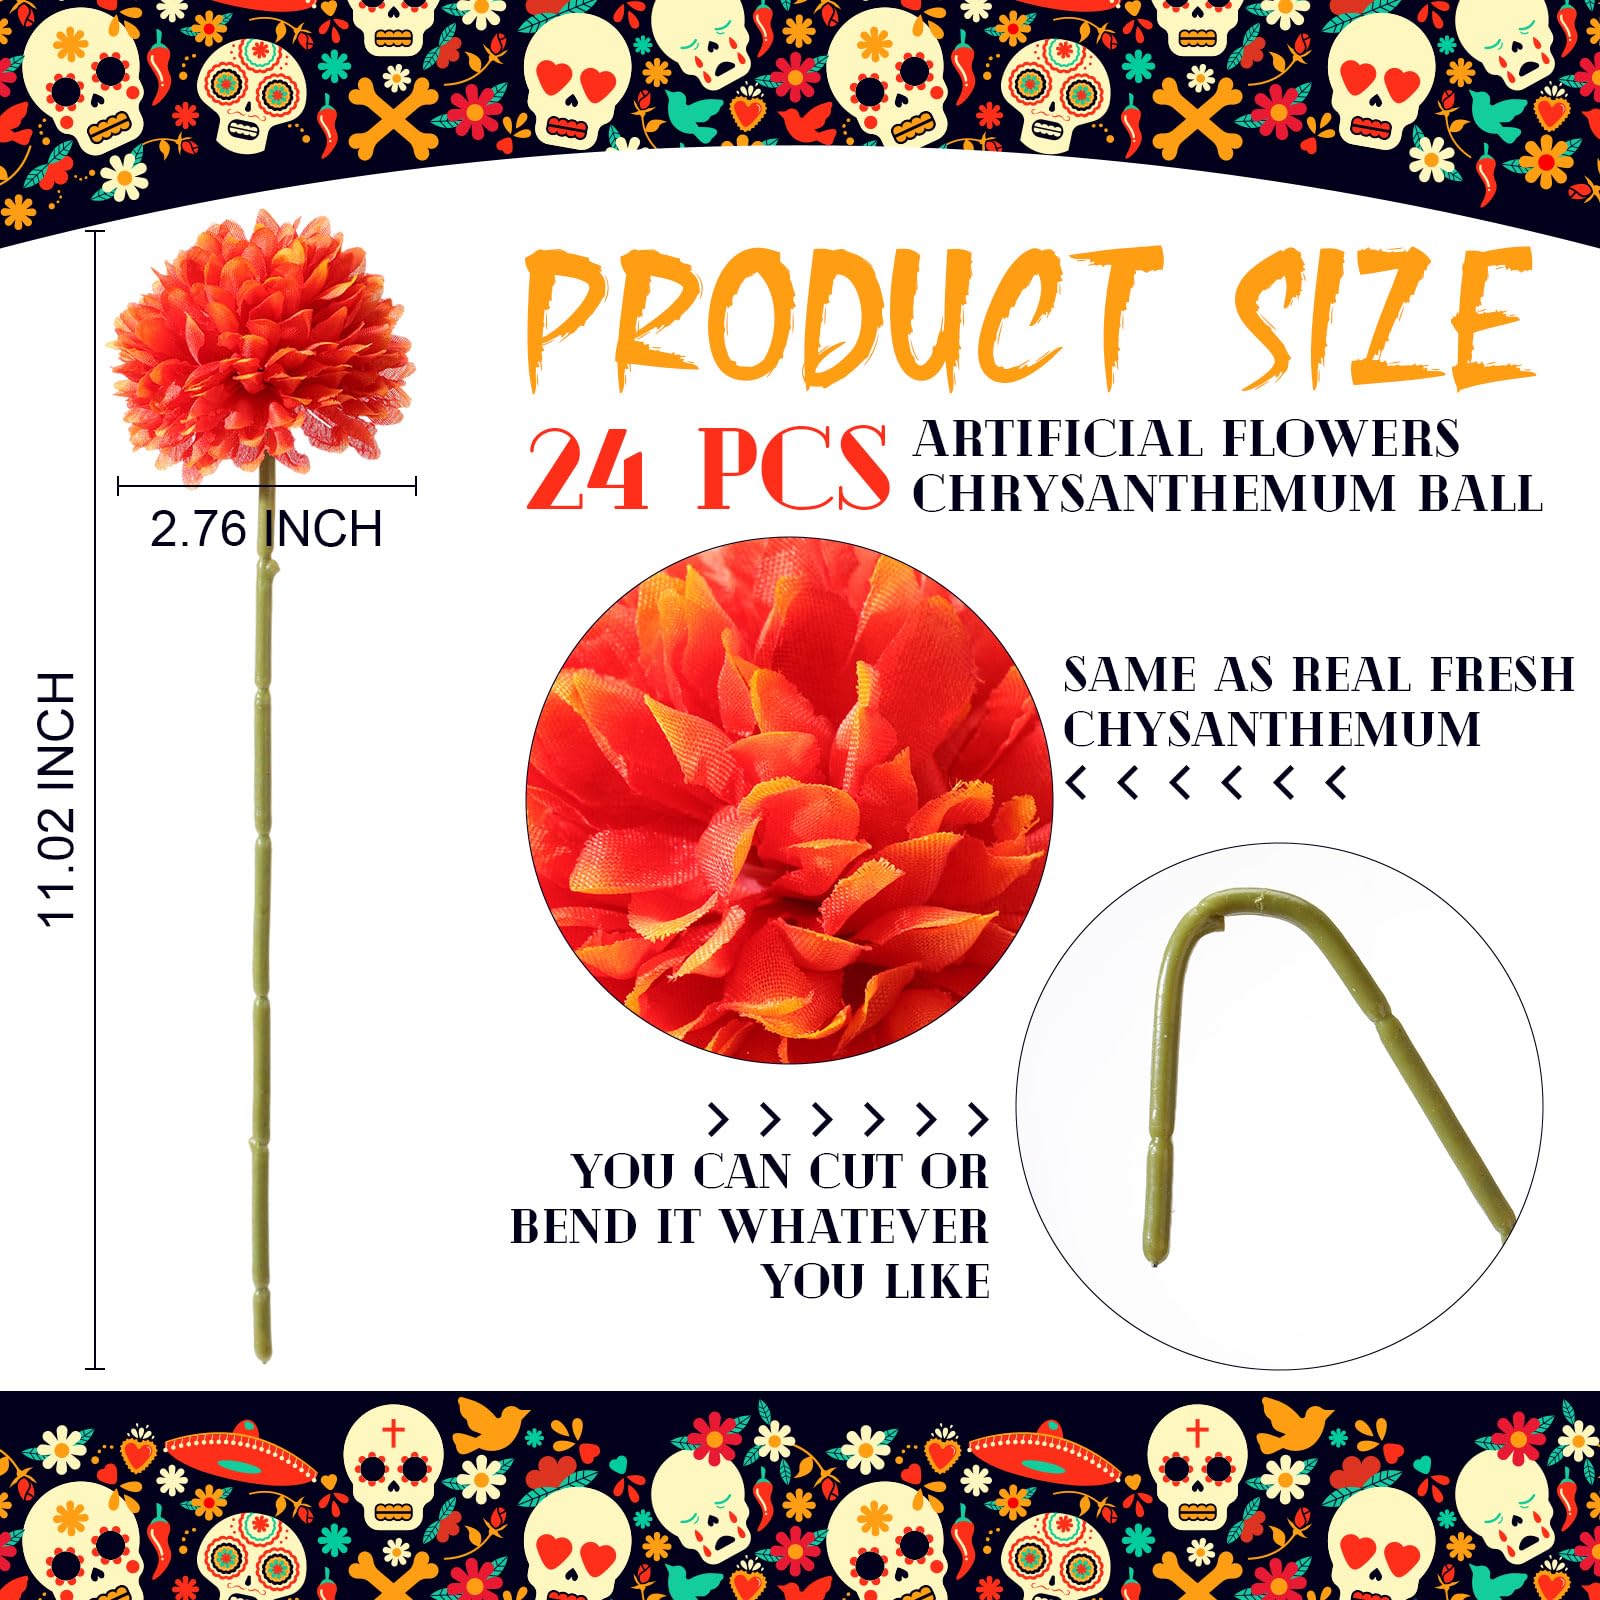 PRODUCT SIZE
24 PCS
ARTIFICIAL FLOWERS
CHRYSANTHEMUM BALL
2.76 INCH
11.02 INCH
SAME AS REAL FRESH
CHYSANTHEMUM
< < < < < <
> > > > > >
YOU CAN CUT OR
BEND IT WHATEVER
YOU LIKE